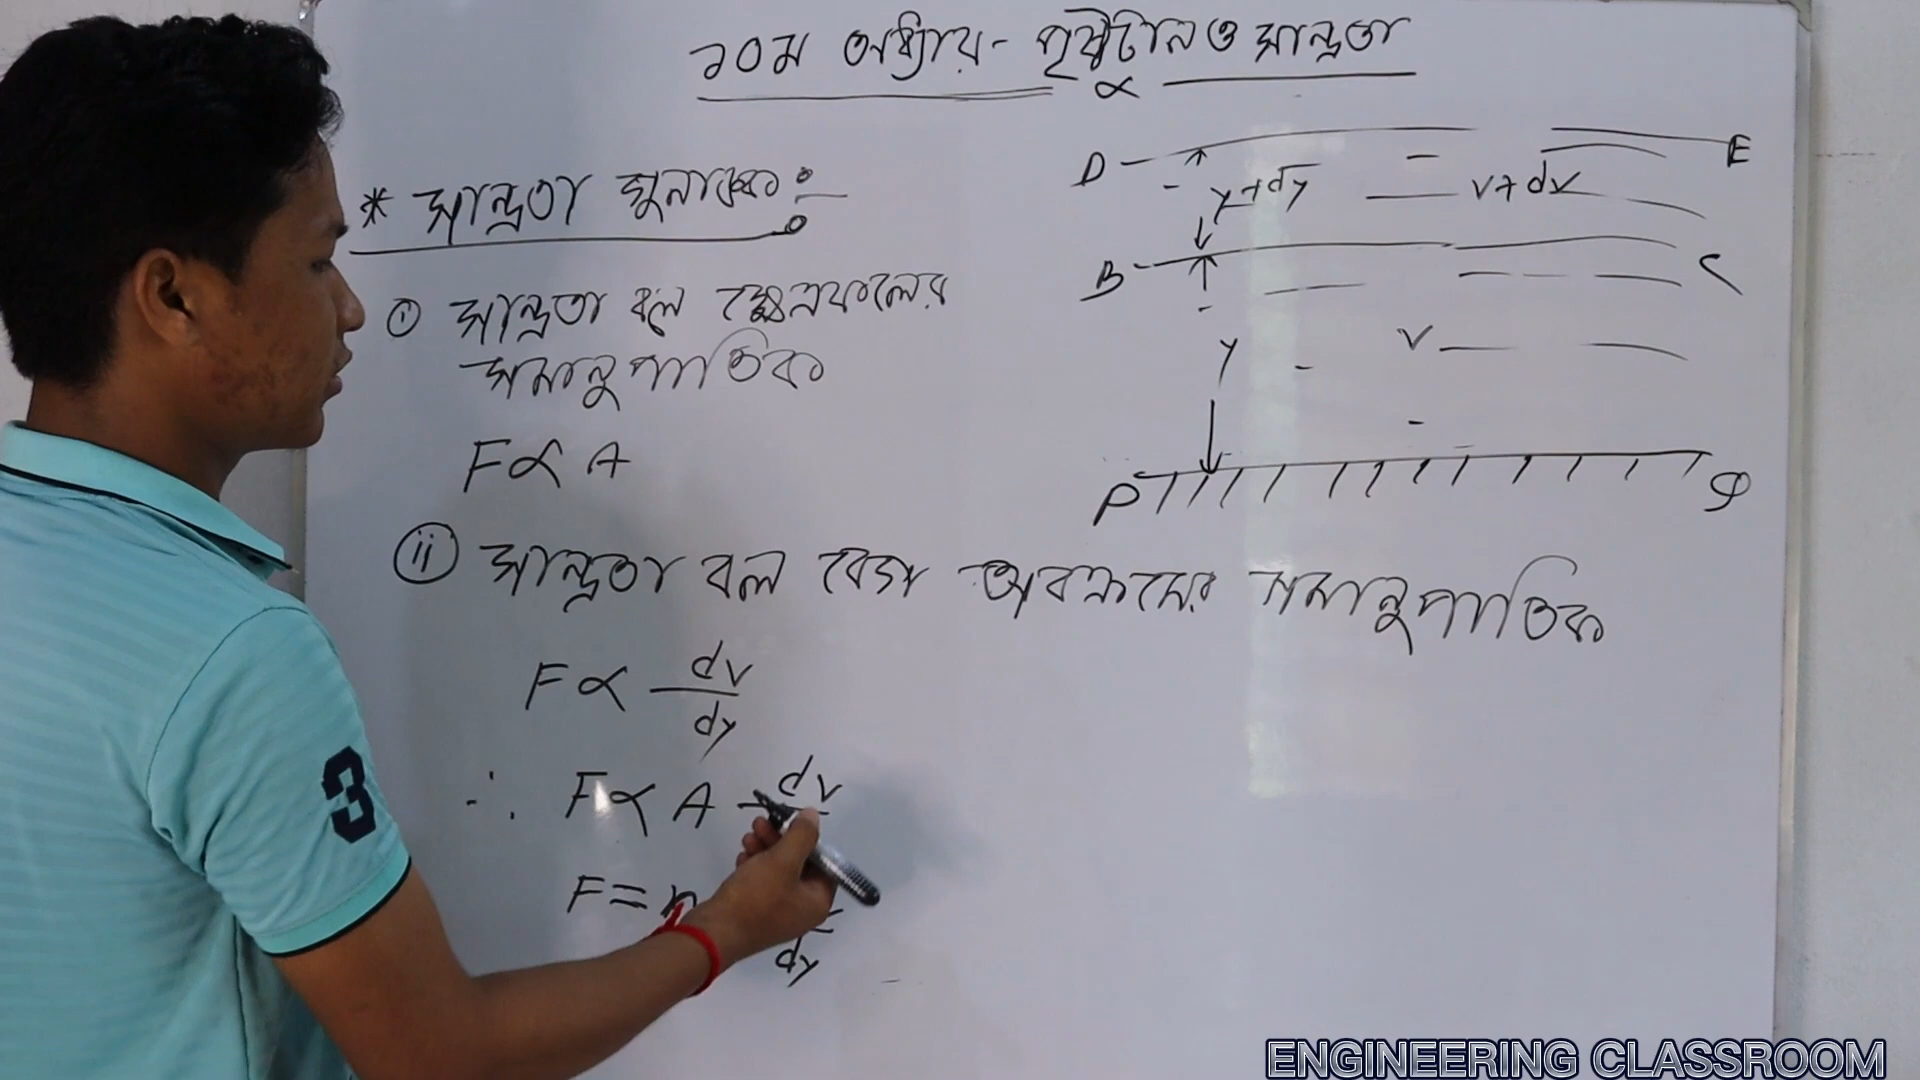 ১০ম অধ্যায় - পৃষ্ঠটান ও সান্দ্রতা
∝
* সান্দ্রতা গুনাঙ্কো:
i সান্দ্রতা বল ক্ষেত্রফলের
সমানুপাতিক
F ∝ A
ii সান্দ্রতা বল বেগ অবক্রমের সমানুপাতিক
F ∝ dv/dy
∴ F ∝ A dv
F = η
dy
D E
y+dy v+dv
B C
y v
P Q
3
ENGINEERING CLASSROOM